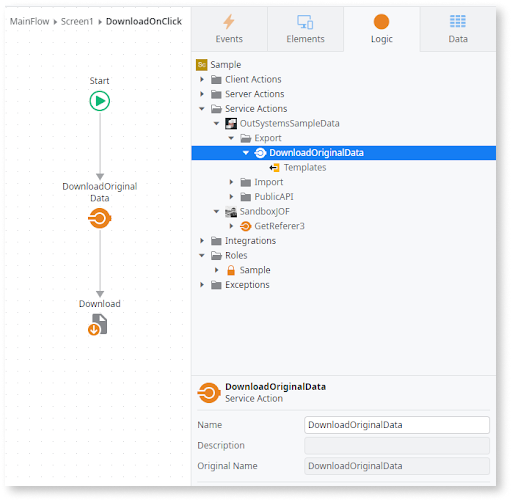 MainFlow ▸ Screen1 ▸ DownloadOnClick
Start
DownloadOriginal
Data
Download
Events
Elements
Logic
Data
Sc Sample
Client Actions
Server Actions
Service Actions
OutSystemsSampleData
Export
DownloadOriginalData
Templates
Import
PublicAPI
SandboxJOF
GetReferer3
Integrations
Roles
Sample
Exceptions
DownloadOriginalData
Service Action
Name DownloadOriginalData
Description
Original Name DownloadOriginalData